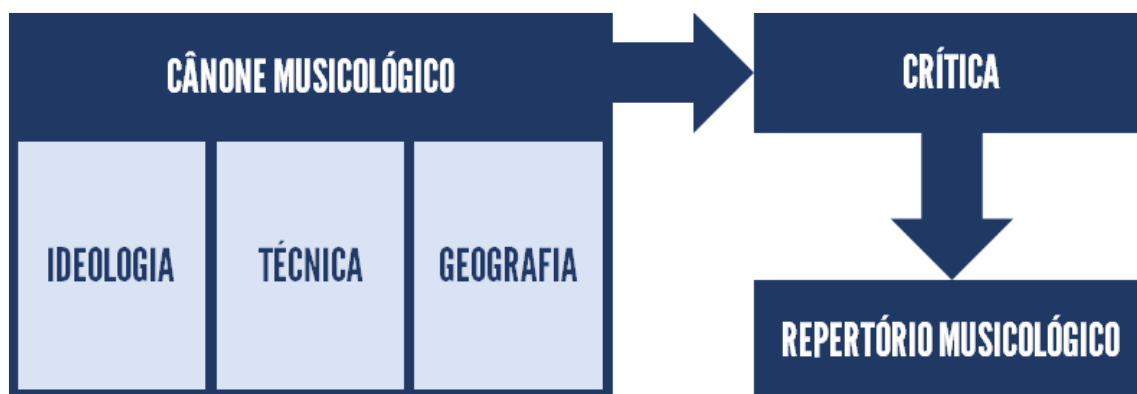 CÂNONE MUSICOLÓGICO
CRÍTICA
IDEOLOGIA
TÉCNICA
GEOGRAFIA
REPERTÓRIO MUSICOLÓGICO